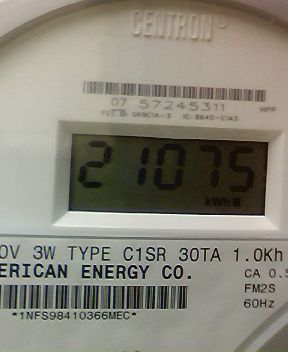 CENTRON®
07 57245311
21075
kWh
0V 3W TYPE C1SR 30TA 1.0Kh
ERICAN ENERGY CO.
CA 0.5
FM2S
60Hz
*1NFS98410366MEC*